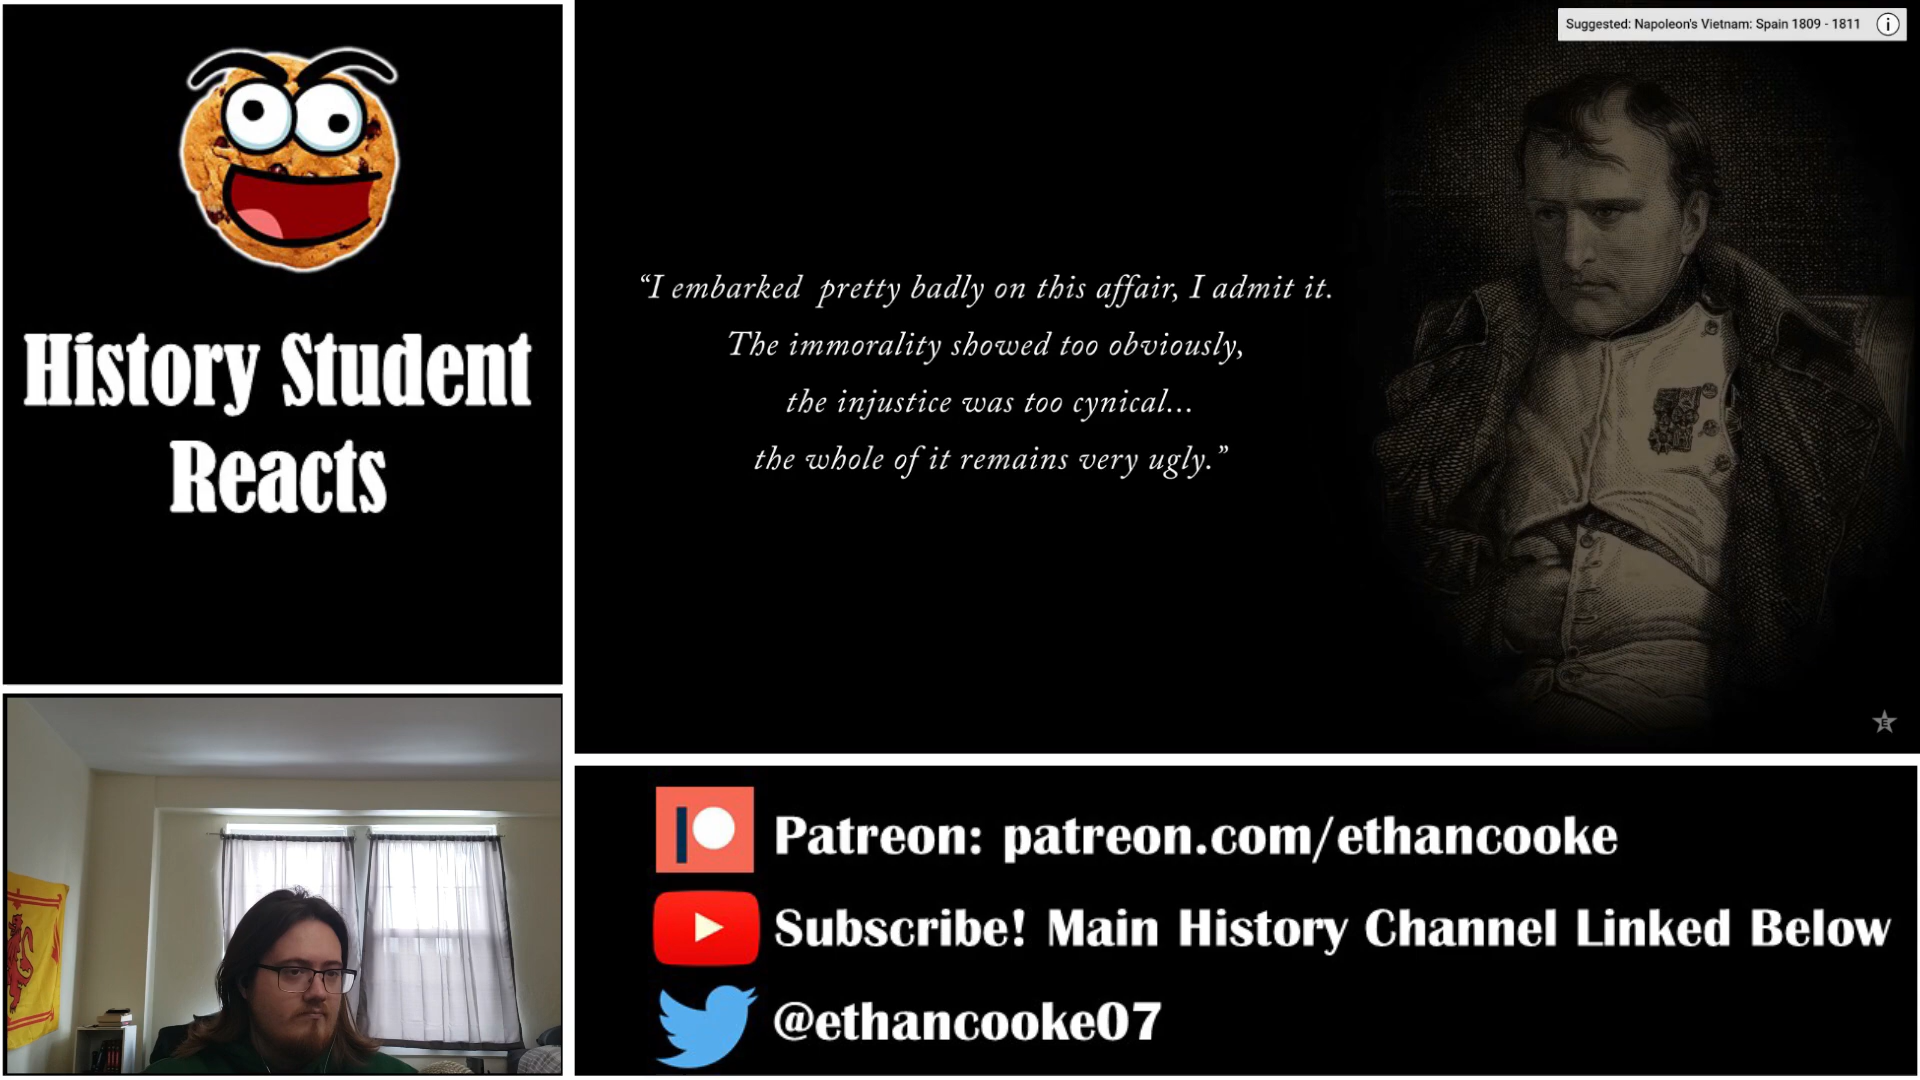 History Student
Reacts
Suggested: Napoleon's Vietnam: Spain 1809 - 1811
“I embarked pretty badly on this affair, I admit it.
The immorality showed too obviously,
the injustice was too cynical...
the whole of it remains very ugly.”
E
Patreon: patreon.com/ethancooke
Subscribe! Main History Channel Linked Below
@ethancooke07